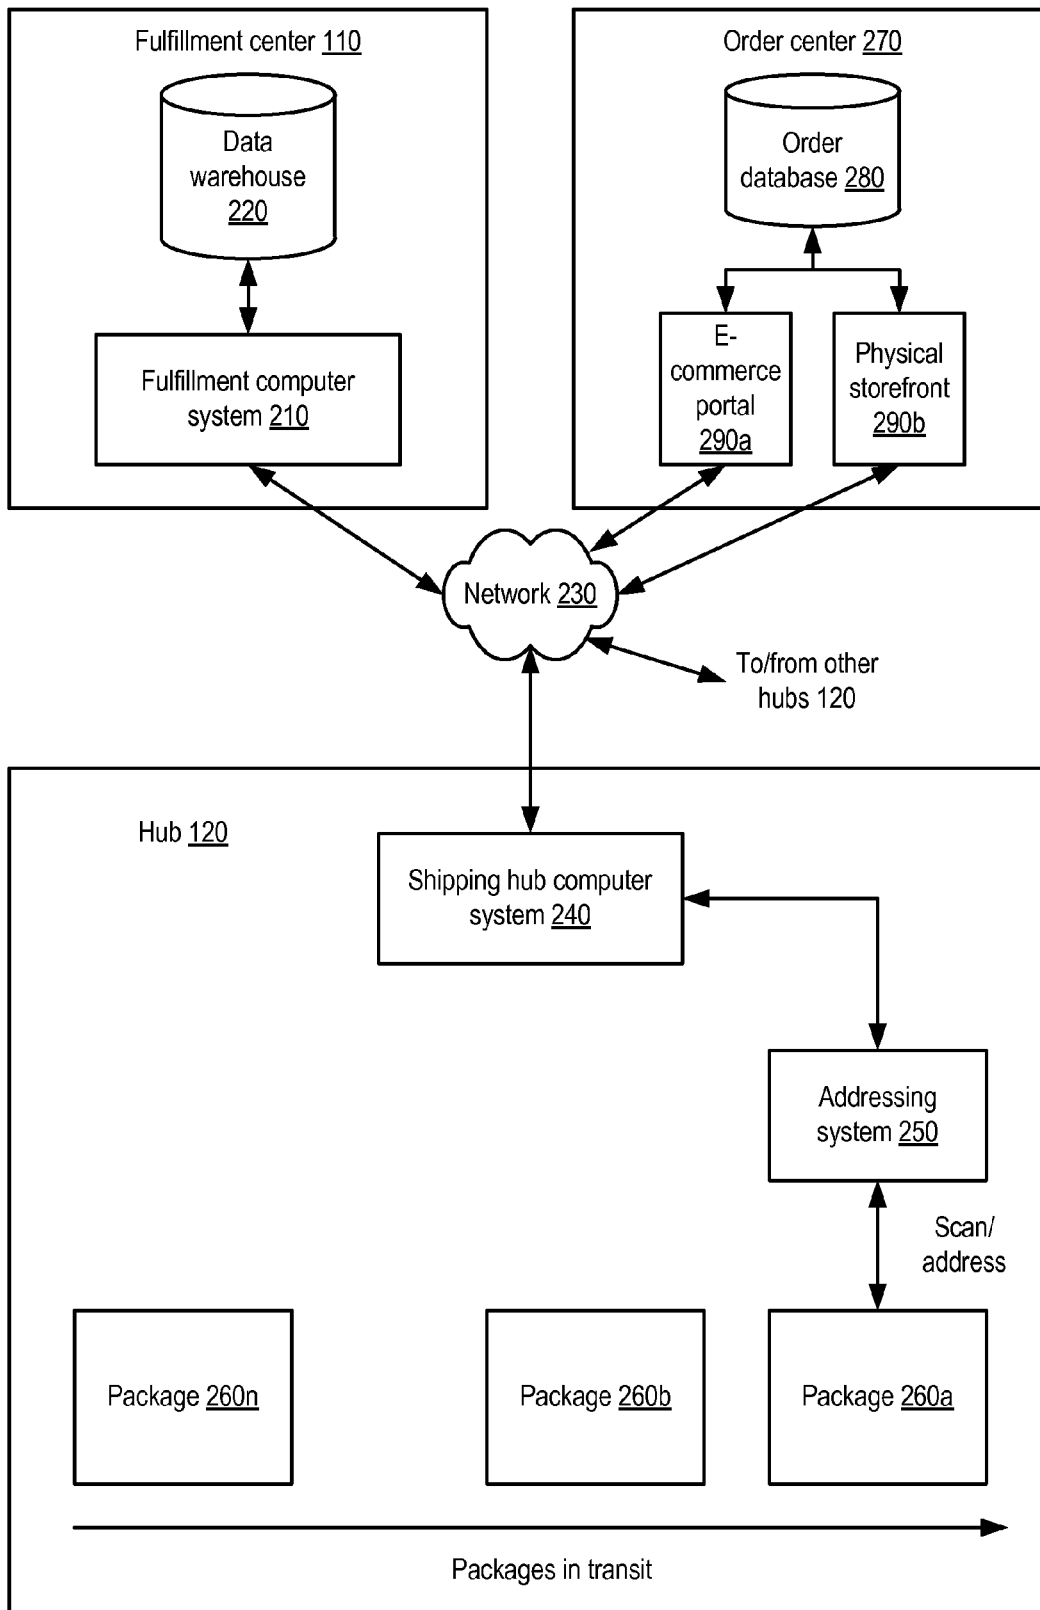 Fulfillment center 110
Data
warehouse
220
Fulfillment computer
system 210
Order center 270
Order
database 280
E-
commerce
portal
290a
Physical
storefront
290b
Network 230
To/from other
hubs 120
Hub 120
Shipping hub computer
system 240
Addressing
system 250
Scan/
address
Package 260n
Package 260b
Package 260a
Packages in transit